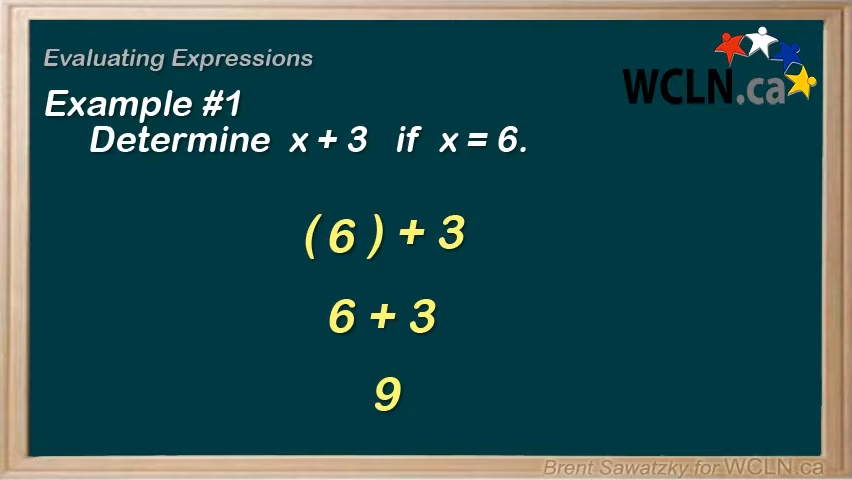 Evaluating Expressions
WCLN.ca
Example #1
Determine x + 3 if x = 6.
( 6 ) + 3
6 + 3
9
Brent Sawatzky for WCLN.ca